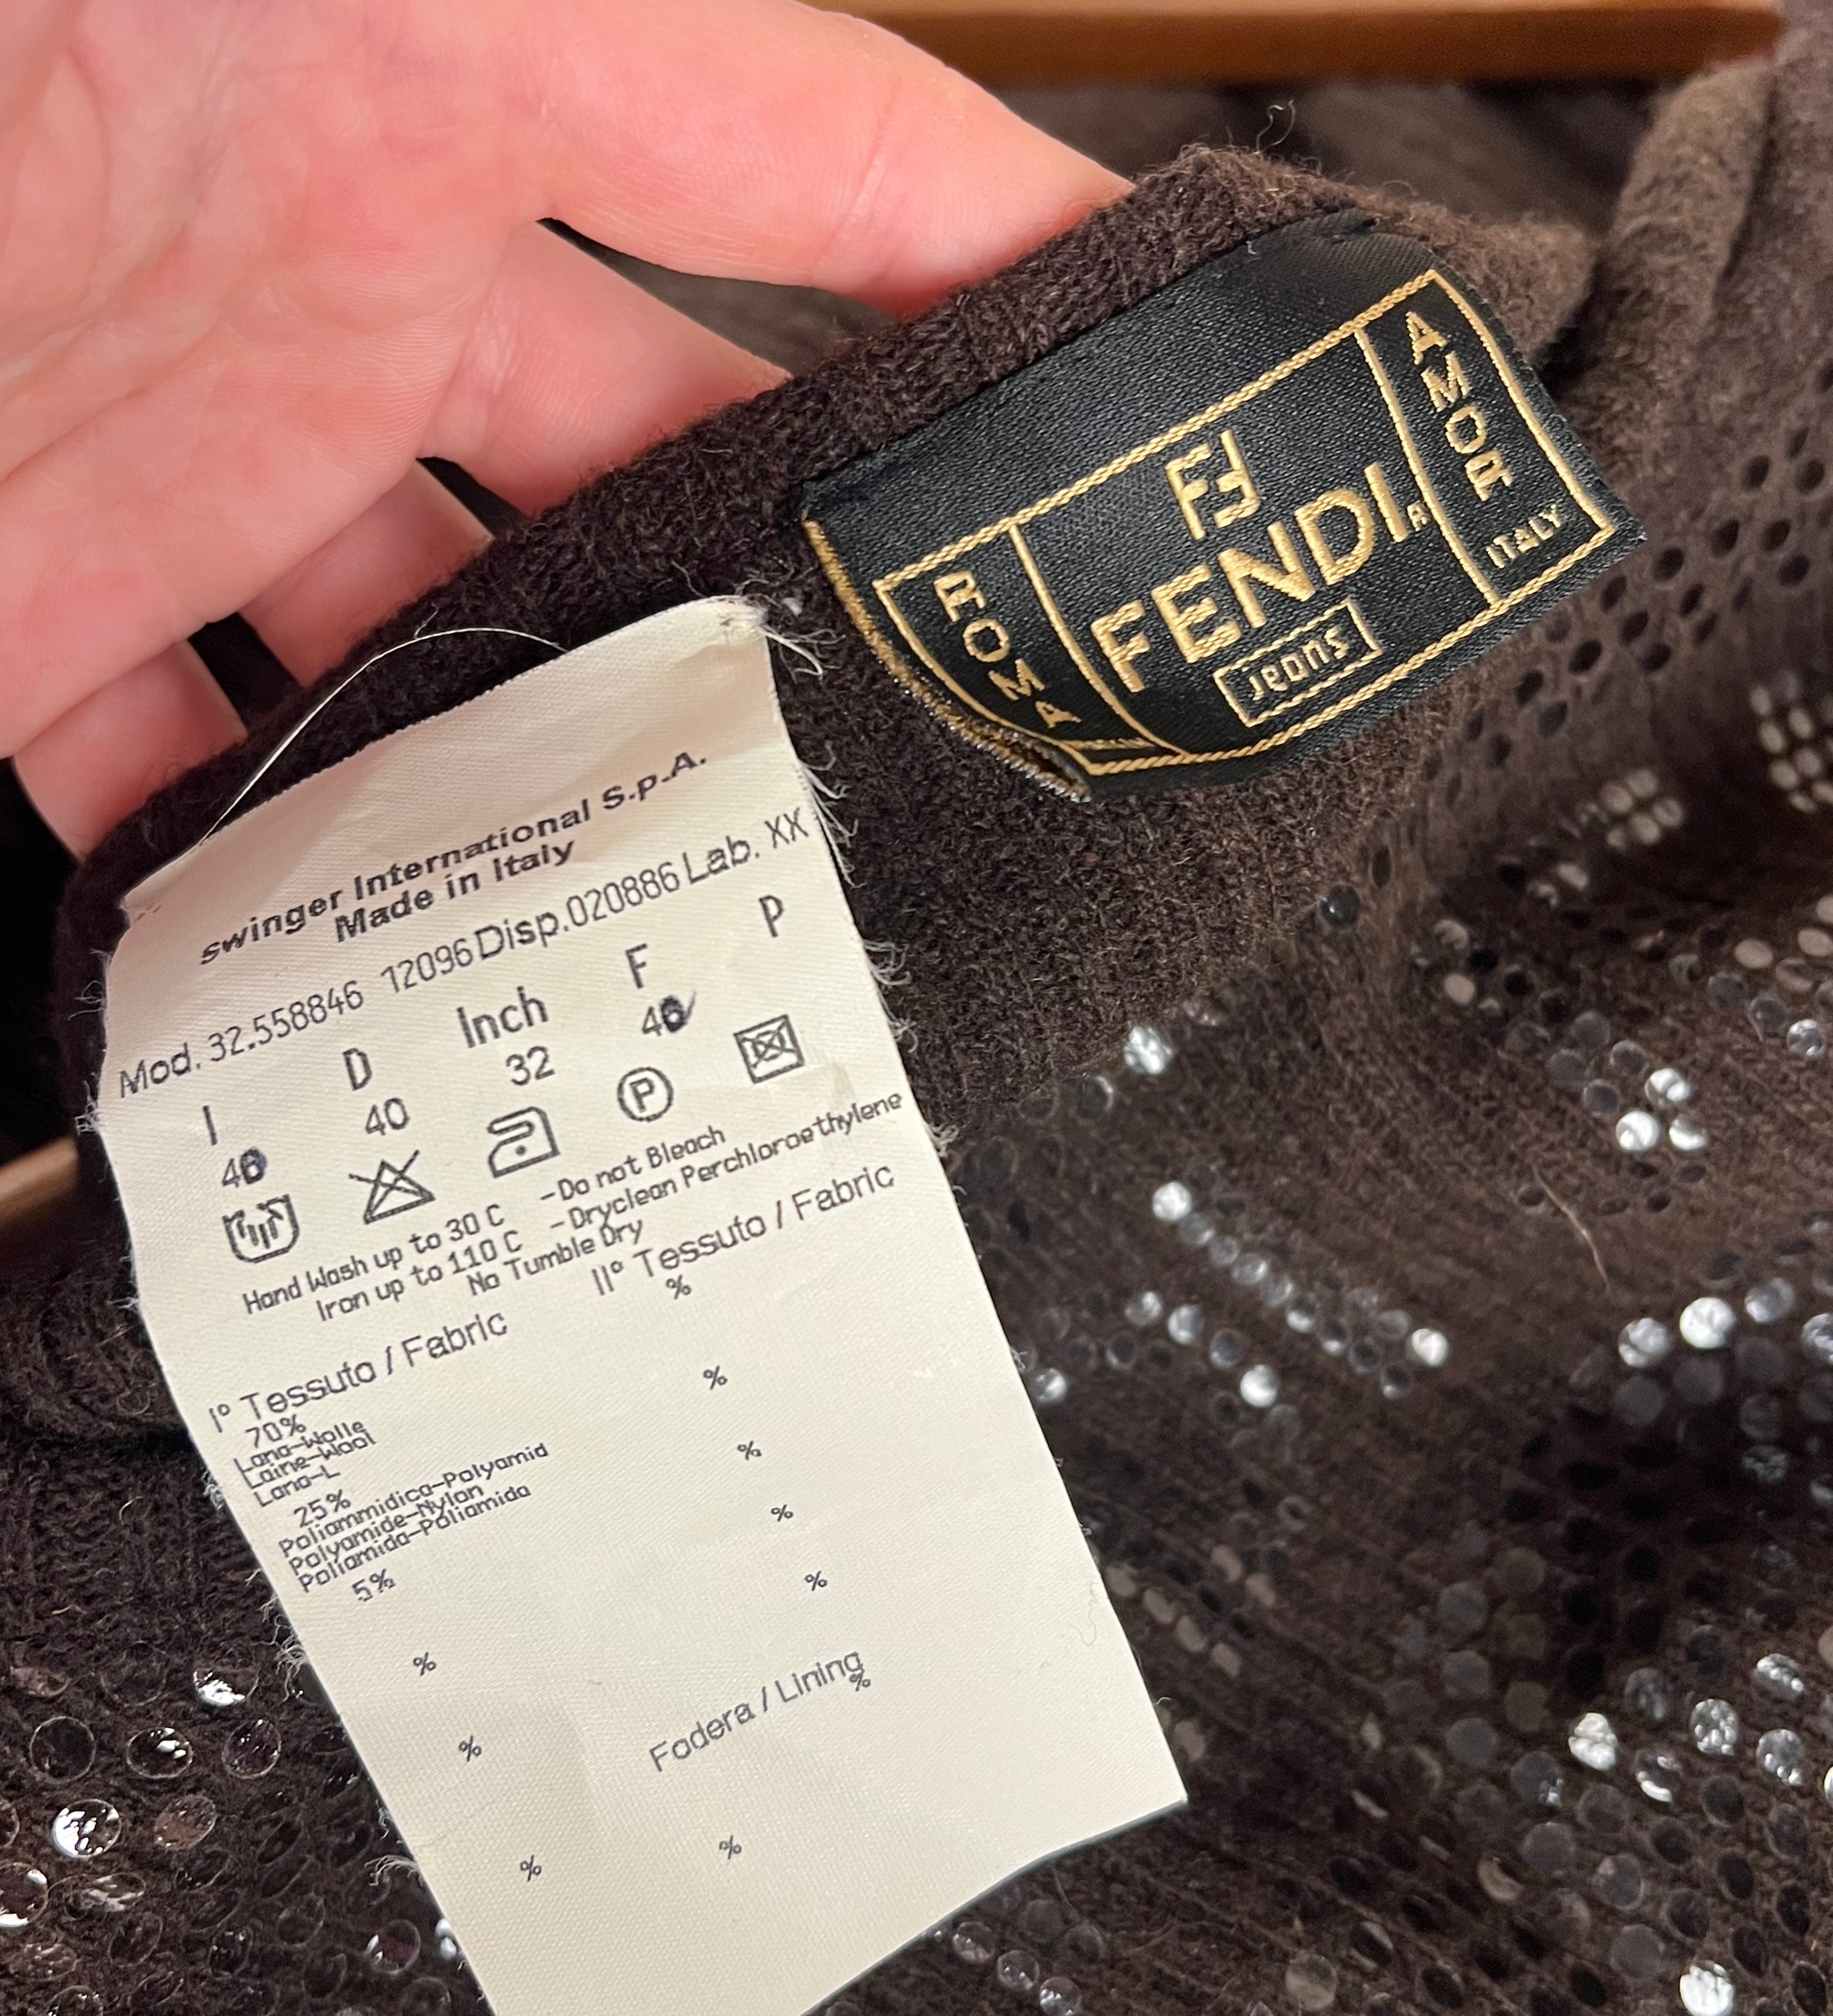 FF
FENDI®
Jeans
ROMA
AMOR
ITALY
swinger International S.p.A.
Made in Italy
Mod. 32.558846 12096 Disp.020886 Lab. XX
I D Inch F P
40 32
Hand Wash up to 30 C -Do not Bleach
Iron up to 110 C -Dryclean Perchloroethylene
No Tumble Dry
I° Tessuto / Fabric II° Tessuto / Fabric
70% %
Lana-Wolle
Laine-Wool
Lana-L
25% %
Poliammidica-Polyamid
Polyamide-Nylon
Poliamida-Poliamida
5% %
% %
% %
Fodera / Lining
%
% %